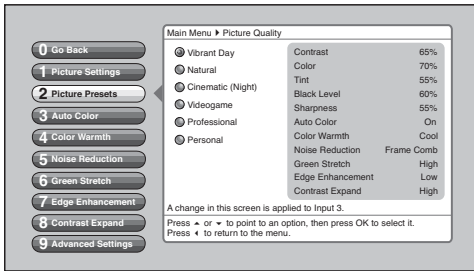 0 Go Back
1 Picture Settings
2 Picture Presets
3 Auto Color
4 Color Warmth
5 Noise Reduction
6 Green Stretch
7 Edge Enhancement
8 Contrast Expand
9 Advanced Settings
Main Menu ▶ Picture Quality
Vibrant Day
Natural
Cinematic (Night)
Videogame
Professional
Personal
Contrast 65%
Color 70%
Tint 55%
Black Level 60%
Sharpness 55%
Auto Color On
Color Warmth Cool
Noise Reduction Frame Comb
Green Stretch High
Edge Enhancement Low
Contrast Expand High
A change in this screen is applied to Input 3.
Press ▲ or ▼ to point to an option, then press OK to select it.
Press ◀ to return to the menu.